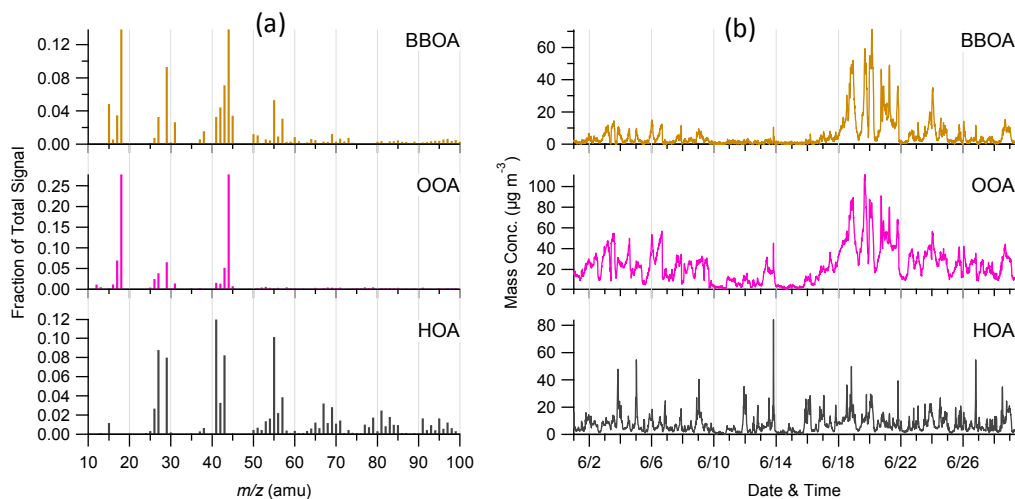 (a)
(b)
Fraction of Total Signal
0.12
0.08
0.04
0.00
BBOA
0.25
0.20
0.15
0.10
0.05
0.00
OOA
0.12
0.10
0.08
0.06
0.04
0.02
0.00
HOA
10 20 30 40 50 60 70 80 90 100
m/z (amu)
Mass Conc. (µg m⁻³)
60
40
20
0
BBOA
100
80
60
40
20
0
OOA
80
60
40
20
0
HOA
6/2 6/6 6/10 6/14 6/18 6/22 6/26
Date & Time